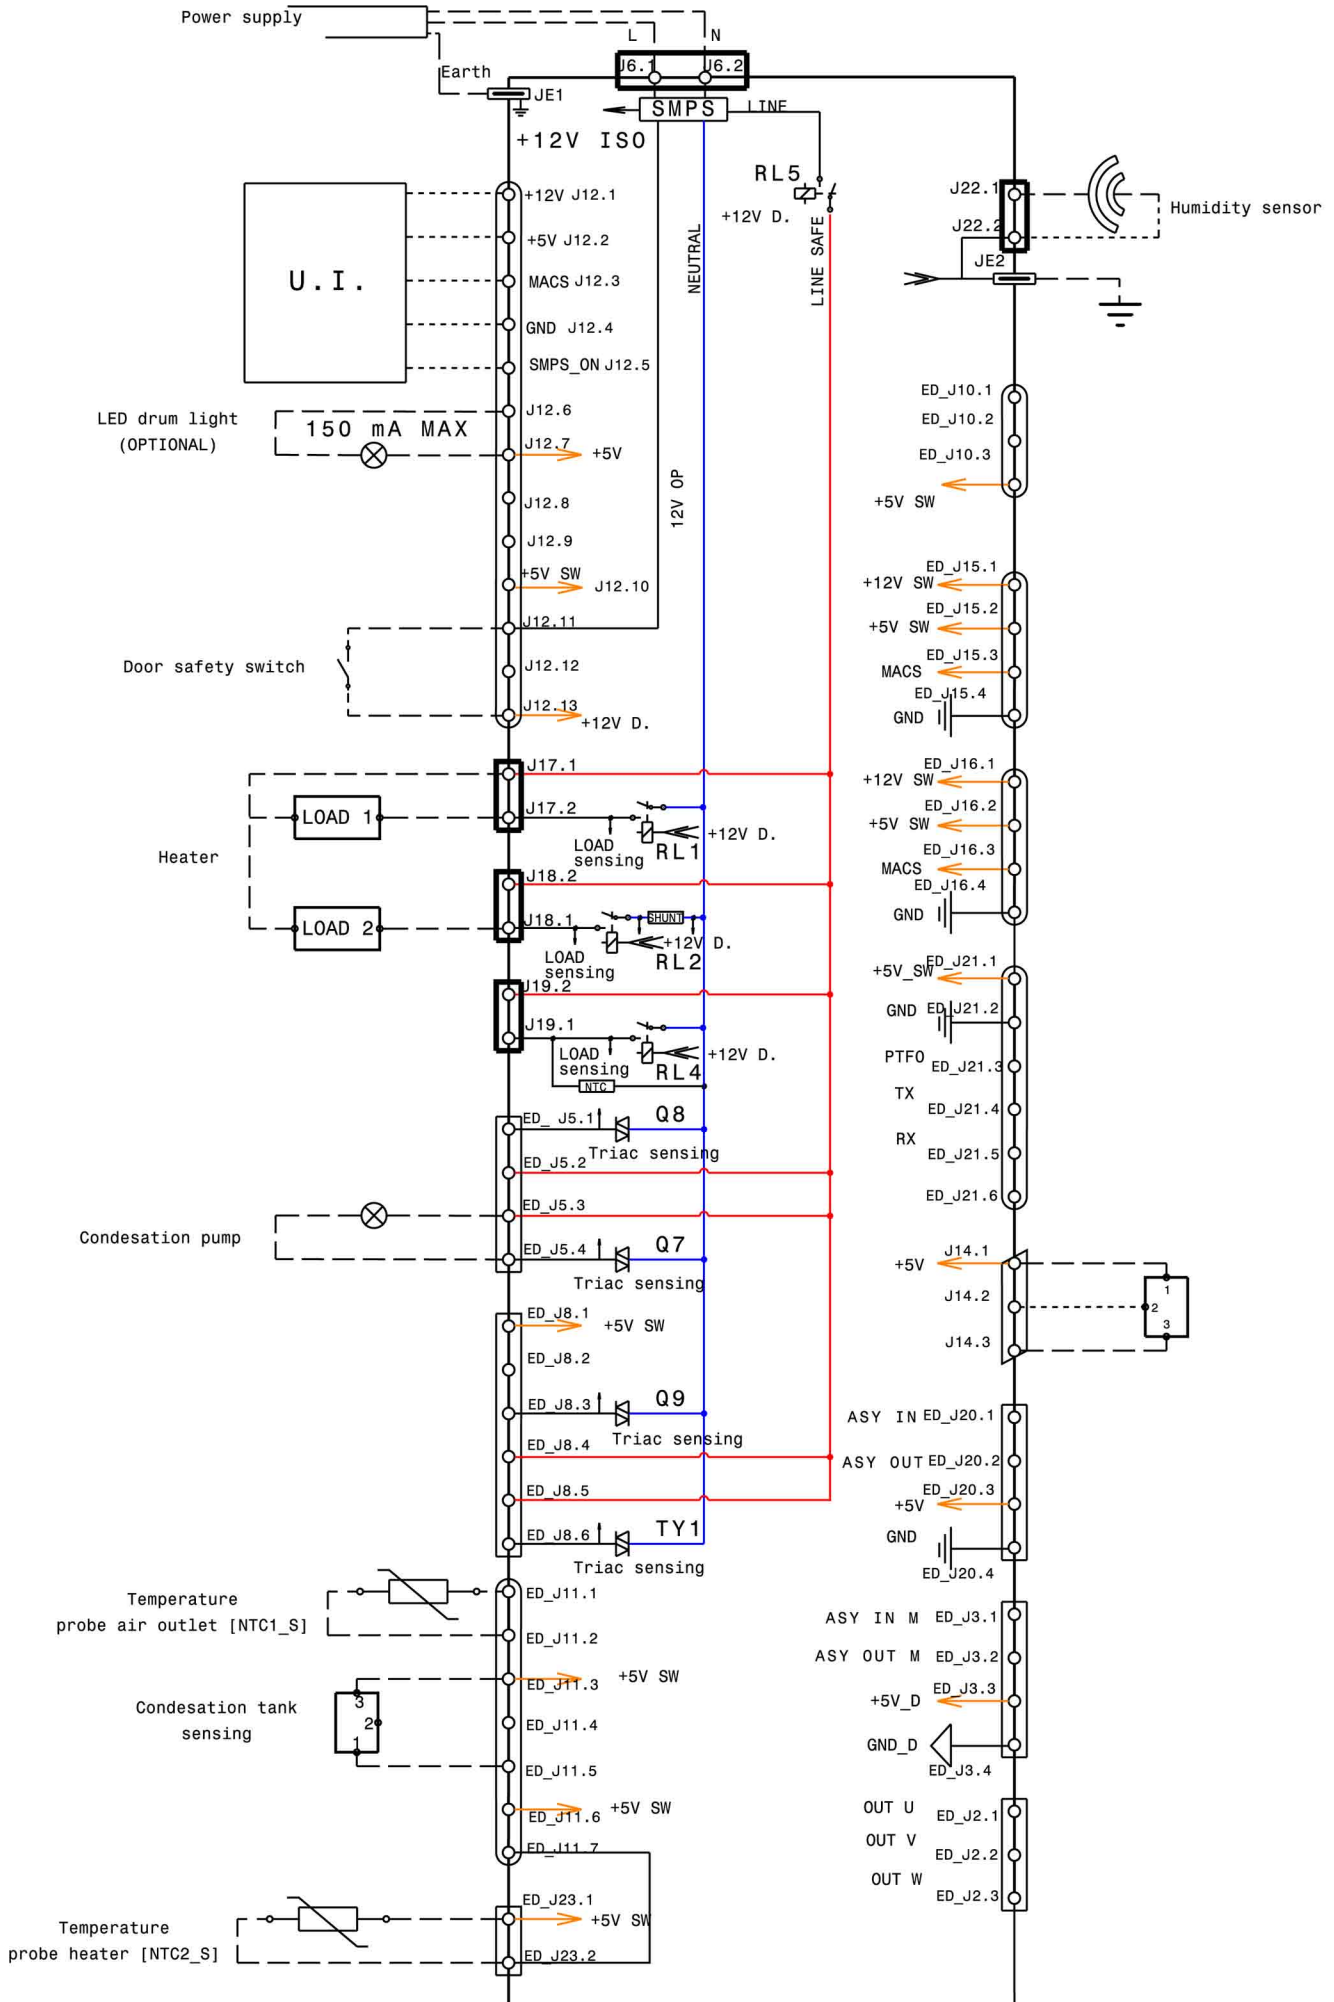 Power supply
L
N
J6.1
J6.2
Earth
JE1
SMPS
LINE
+12V ISO
RL5
+12V D.
NEUTRAL
LINE SAFE
12V OP
U.I.
+12V J12.1
+5V J12.2
MACS J12.3
GND J12.4
SMPS_ON J12.5
LED drum light
(OPTIONAL)
150 mA MAX
J12.6
J12.7
+5V
J12.8
J12.9
+5V SW
J12.10
J12.11
Door safety switch
J12.12
J12.13
+12V D.
J17.1
LOAD 1
J17.2
LOAD
sensing
RL1
+12V D.
Heater
J18.2
LOAD 2
J18.1
SHUNT
+12V D.
LOAD
sensing
RL2
J19.2
J19.1
LOAD
sensing
RL4
+12V D.
NTC
ED_ J5.1
Q8
Triac sensing
ED_J5.2
ED_J5.3
Condesation pump
ED_J5.4
Q7
Triac sensing
ED_J8.1
+5V SW
ED_J8.2
ED_J8.3
Q9
Triac sensing
ED_J8.4
ED_J8.5
ED_J8.6
TY1
Triac sensing
Temperature
probe air outlet [NTC1_S]
ED_J11.1
ED_J11.2
+5V SW
ED_J11.3
Condesation tank
sensing
3
2
1
ED_J11.4
ED_J11.5
+5V SW
ED_J11.6
ED_J11.7
Temperature
probe heater [NTC2_S]
ED_J23.1
+5V SW
ED_J23.2
J22.1
J22.2
Humidity sensor
JE2
ED_J10.1
ED_J10.2
ED_J10.3
+5V SW
ED_J15.1
+12V SW
ED_J15.2
+5V SW
ED_J15.3
MACS
ED_J15.4
GND
ED_J16.1
+12V SW
ED_J16.2
+5V SW
ED_J16.3
MACS
ED_J16.4
GND
ED_J21.1
+5V_SW
GND
ED_J21.2
PTFO
ED_J21.3
TX
ED_J21.4
RX
ED_J21.5
ED_J21.6
J14.1
+5V
J14.2
J14.3
1
2
3
ASY IN ED_J20.1
ASY OUT ED_J20.2
ED_J20.3
+5V
GND
ED_J20.4
ASY IN M ED_J3.1
ASY OUT M ED_J3.2
ED_J3.3
+5V_D
GND_D
ED_J3.4
OUT U
ED_J2.1
OUT V
ED_J2.2
OUT W
ED_J2.3